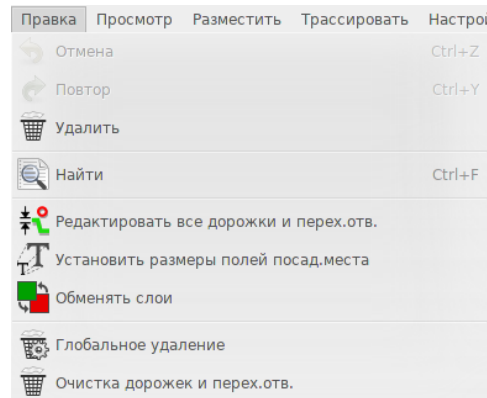 Правка Просмотр Разместить Трассировать Настрой
Отмена Ctrl+Z
Повтор Ctrl+Y
Удалить
Найти Ctrl+F
Редактировать все дорожки и перех.отв.
Установить размеры полей посад.места
Обменять слои
Глобальное удаление
Очистка дорожек и перех.отв.